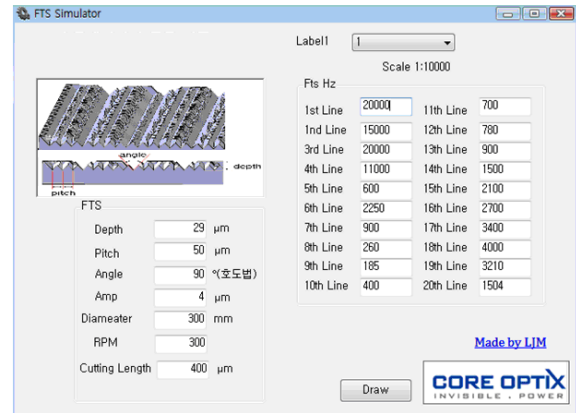 FTS Simulator
Label1 1
Scale 1:10000
Fts Hz
1st Line 20000 11th Line 700
1nd Line 15000 12th Line 780
3rd Line 20000 13th Line 900
4th Line 11000 14th Line 1500
5th Line 600 15th Line 2100
6th Line 2250 16th Line 2700
7th Line 900 17th Line 3400
8th Line 260 18th Line 4000
9th Line 185 19th Line 3210
10th Line 400 20th Line 1504
angle
depth
pitch
FTS
Depth 29 μm
Pitch 50 μm
Angle 90 º(호도법)
Amp 4 μm
Diameater 300 mm
RPM 300
Cutting Length 400 μm
Made by LJM
Draw
CORE OPTIX
INVISIBLE . POWER